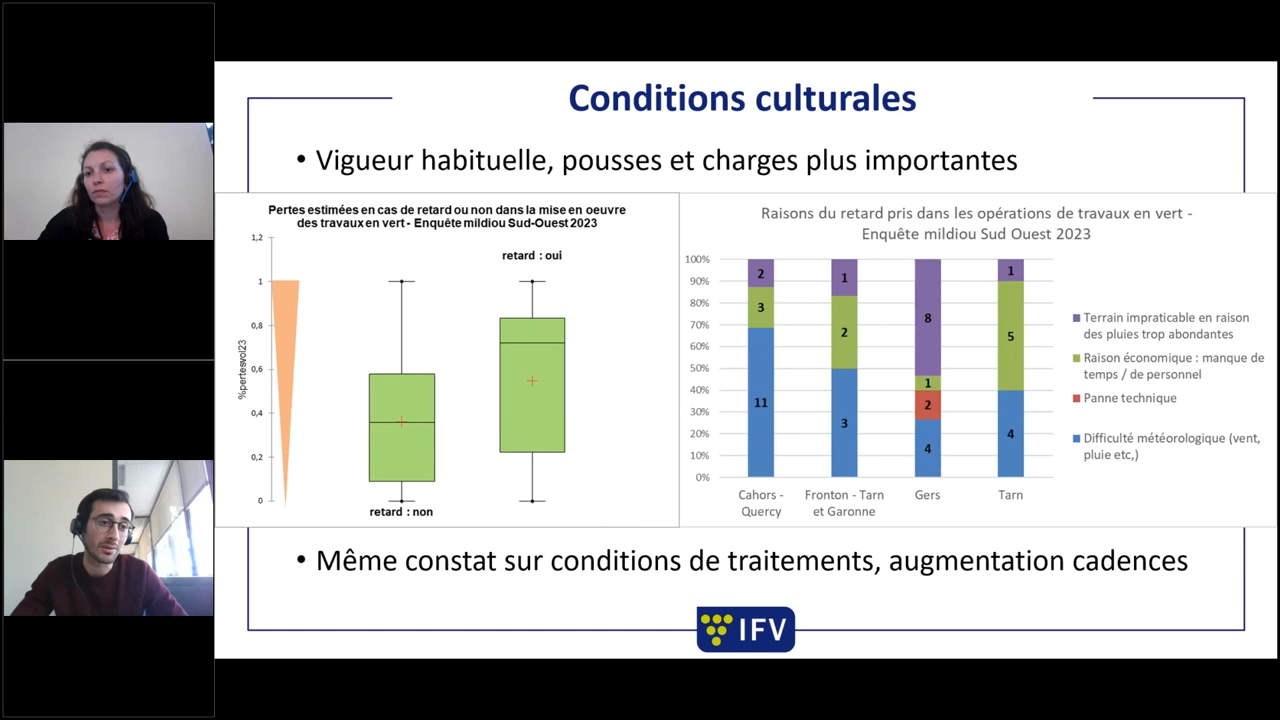 Conditions culturales
• Vigueur habituelle, pousses et charges plus importantes
Pertes estimées en cas de retard ou non dans la mise en oeuvre
des travaux en vert - Enquête mildiou Sud-Ouest 2023
1,2
1
0,8
0,6
0,4
0,2
0
%pertesvol23
retard : oui
retard : non
Raisons du retard pris dans les opérations de travaux en vert -
Enquête mildiou Sud Ouest 2023
100%
90%
80%
70%
60%
50%
40%
30%
20%
10%
0%
2
3
11
1
2
3
8
1
2
4
1
5
4
Cahors -
Quercy
Fronton - Tarn
et Garonne
Gers
Tarn
Terrain impraticable en raison
des pluies trop abondantes
Raison économique : manque de
temps / de personnel
Panne technique
Difficulté météorologique (vent,
pluie etc,)
• Même constat sur conditions de traitements, augmentation cadences
IFV